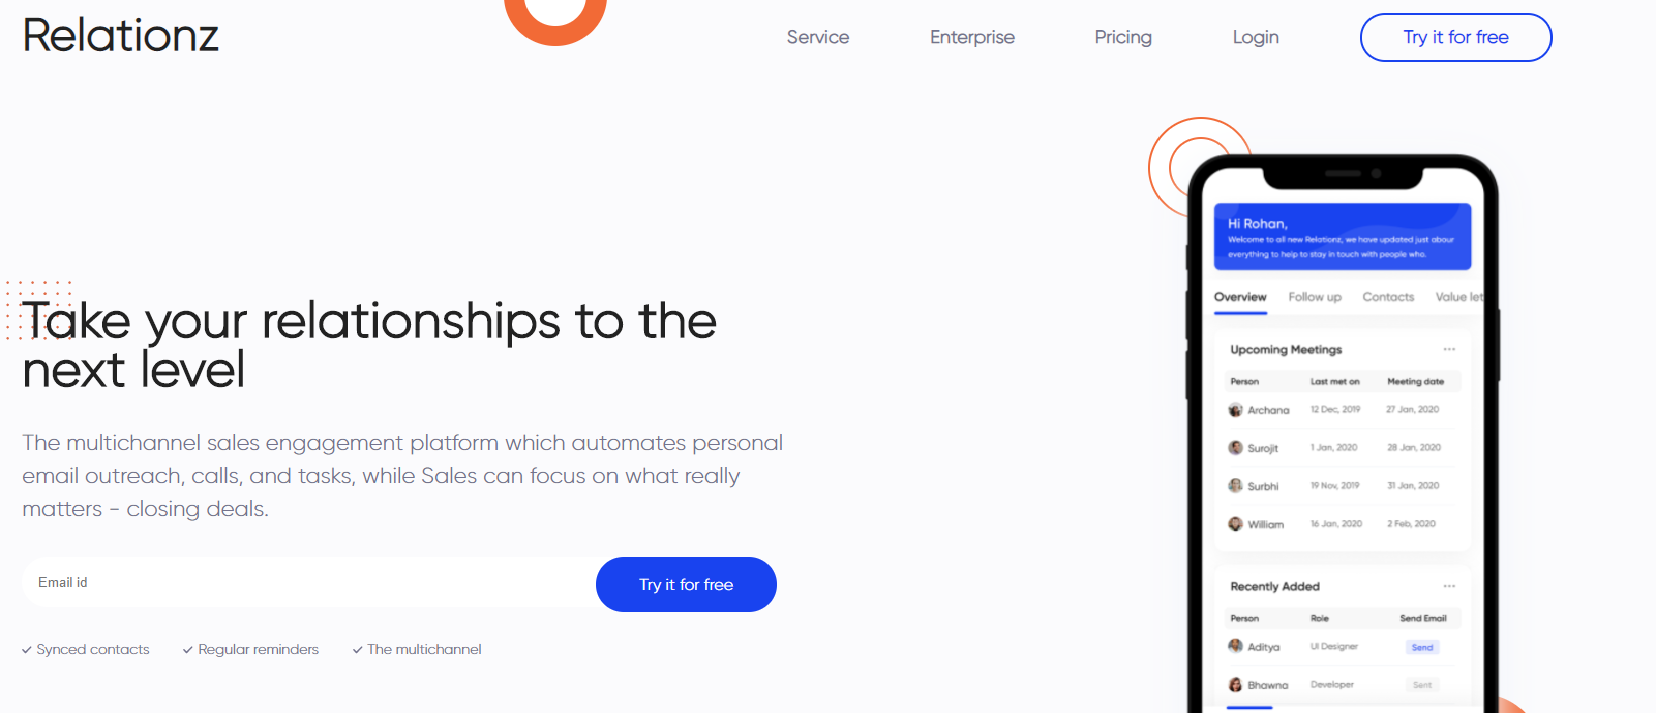 Relationz
Service Enterprise Pricing Login Try it for free
Take your relationships to the
next level
The multichannel sales engagement platform which automates personal
email outreach, calls, and tasks, while Sales can focus on what really
matters - closing deals.
Email id Try it for free
Synced contacts Regular reminders The multichannel
Hi Rohan,
Welcome to all new Relationz, we have updated just abour
everything to help to stay in touch with people who.
Overview Follow up Contacts Value let
Upcoming Meetings
Person Last met on Meeting date
Archana 12 Dec, 2019 27 Jan, 2020
Surojit 1 Jan, 2020 28 Jan, 2020
Surbhi 19 Nov, 2019 31 Jan, 2020
William 16 Jan, 2020 2 Feb, 2020
Recently Added
Person Role Send Email
Aditya UI Designer Send
Bhawna Developer Sent